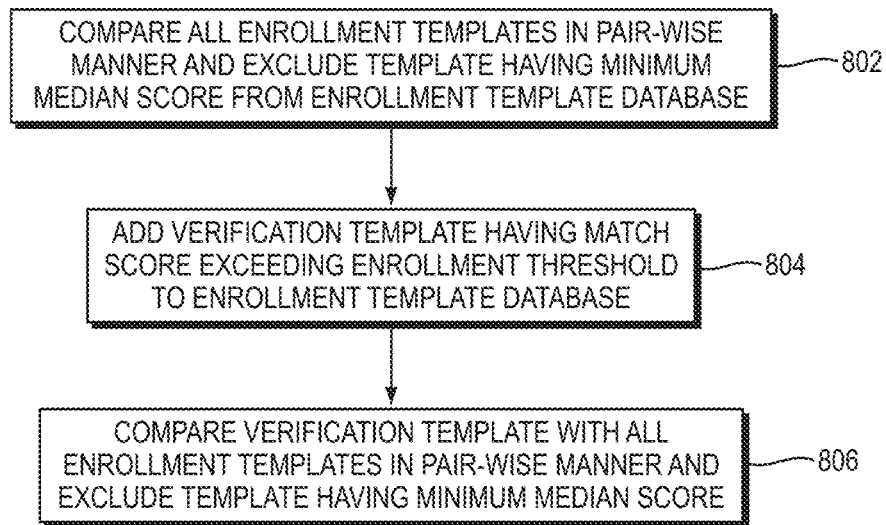 COMPARE ALL ENROLLMENT TEMPLATES IN PAIR-WISE
MANNER AND EXCLUDE TEMPLATE HAVING MINIMUM
MEDIAN SCORE FROM ENROLLMENT TEMPLATE DATABASE
802
ADD VERIFICATION TEMPLATE HAVING MATCH
SCORE EXCEEDING ENROLLMENT THRESHOLD
TO ENROLLMENT TEMPLATE DATABASE
804
COMPARE VERIFICATION TEMPLATE WITH ALL
ENROLLMENT TEMPLATES IN PAIR-WISE MANNER AND
EXCLUDE TEMPLATE HAVING MINIMUM MEDIAN SCORE
806